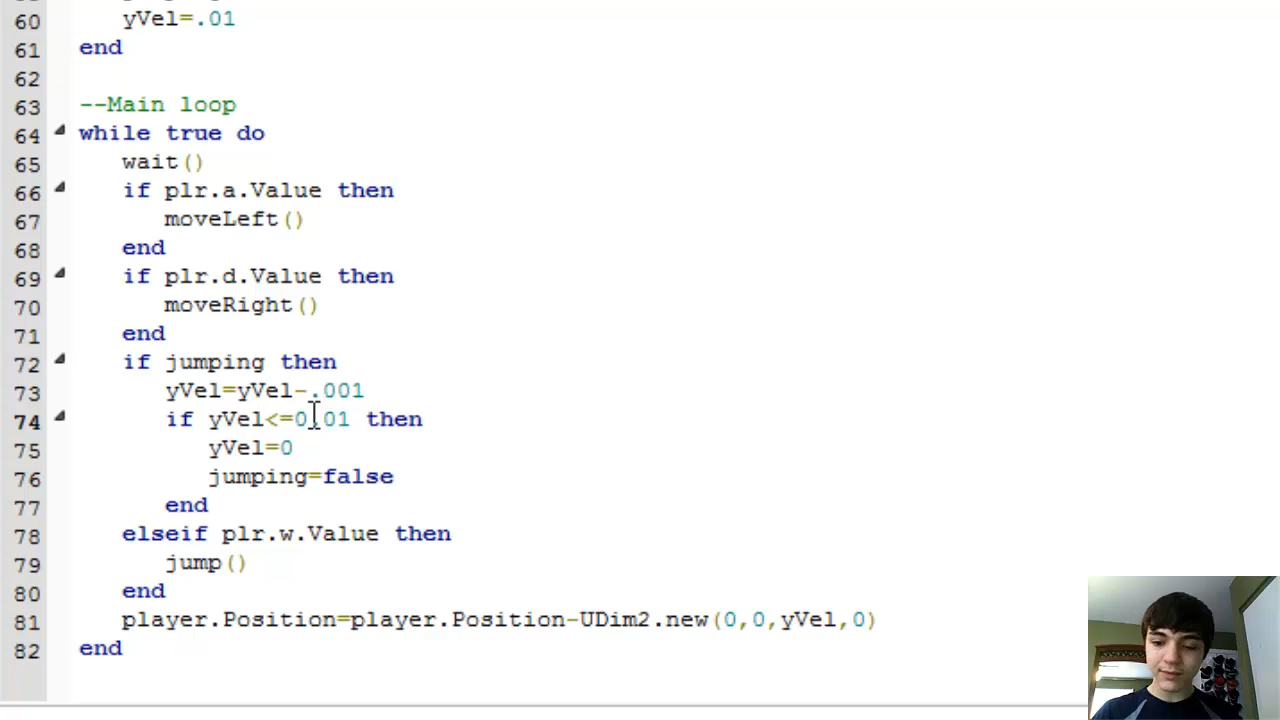 60 yVel=.01
61 end
62
63 --Main loop
64 while true do
65 wait()
66 if plr.a.Value then
67 moveLeft()
68 end
69 if plr.d.Value then
70 moveRight()
71 end
72 if jumping then
73 yVel=yVel-.001
74 if yVel<=0.01 then
75 yVel=0
76 jumping=false
77 end
78 elseif plr.w.Value then
79 jump()
80 end
81 player.Position=player.Position-UDim2.new(0,0,yVel,0)
82 end